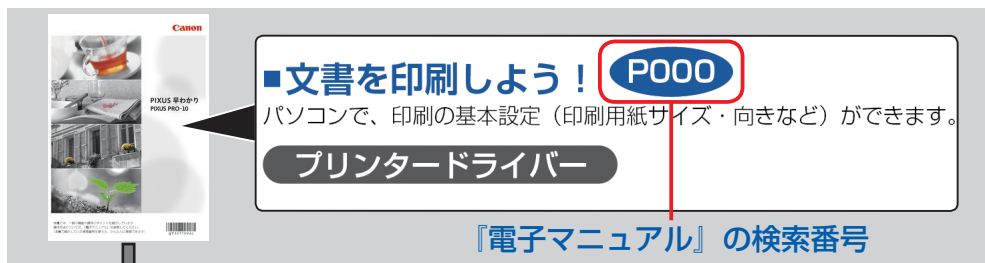 Canon
PIXUS 早わかり
PIXUS PRO-10
■文書を印刷しよう！ P000
パソコンで、印刷の基本設定（印刷用紙サイズ・向きなど）ができます。
プリンタードライバー
『電子マニュアル』の検索番号